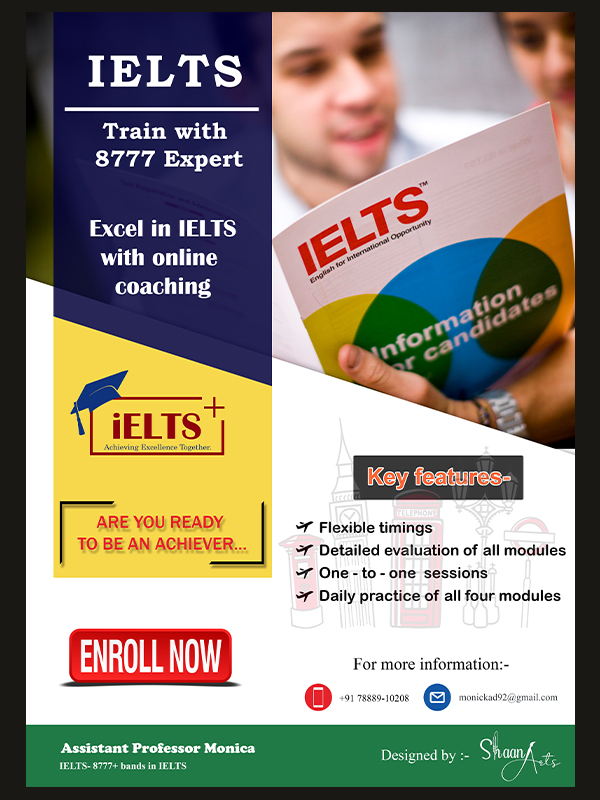 IELTS
Train with
8777 Expert
Excel in IELTS
with online
coaching
IELTS™
English for International Opportunity
Information
for candidates
iELTS+
Achieving Excellence Together.
ARE YOU READY
TO BE AN ACHIEVER...
Key features-
TELEPHONE
Flexible timings
Detailed evaluation of all modules
One - to - one sessions
Daily practice of all four modules
ENROLL NOW
For more information:-
+91 78889-10208
monickad92@gmail.com
Assistant Professor Monica
IELTS- 8777+ bands in IELTS
Designed by :- Shaan Arts